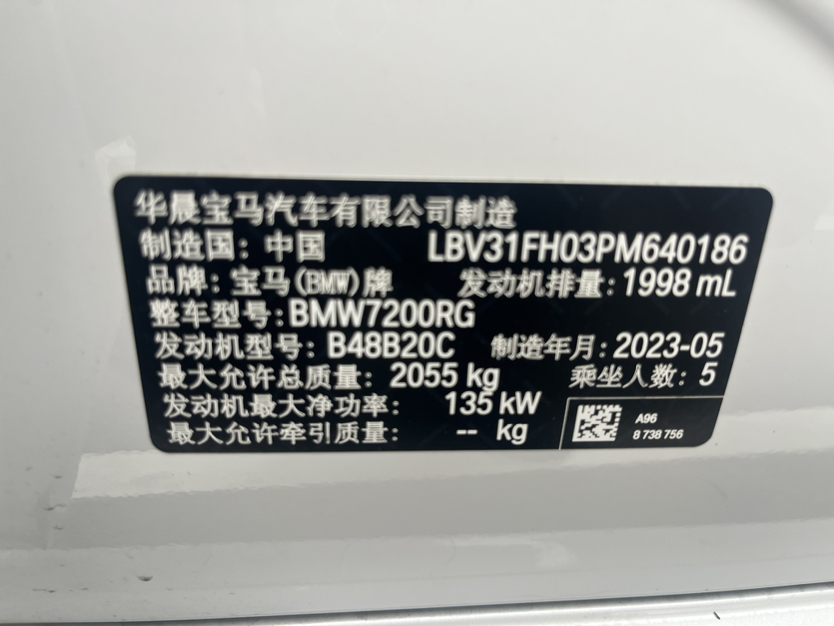 华晨宝马汽车有限公司制造
制造国：中国 LBV31FH03PM640186
品牌：宝马(BMW)牌 发动机排量：1998 mL
整车型号：BMW7200RG
发动机型号：B48B20C 制造年月：2023-05
最大允许总质量：2055 kg 乘坐人数：5
发动机最大净功率：135 kW
最大允许牵引质量：-- kg
A96
8 738 756